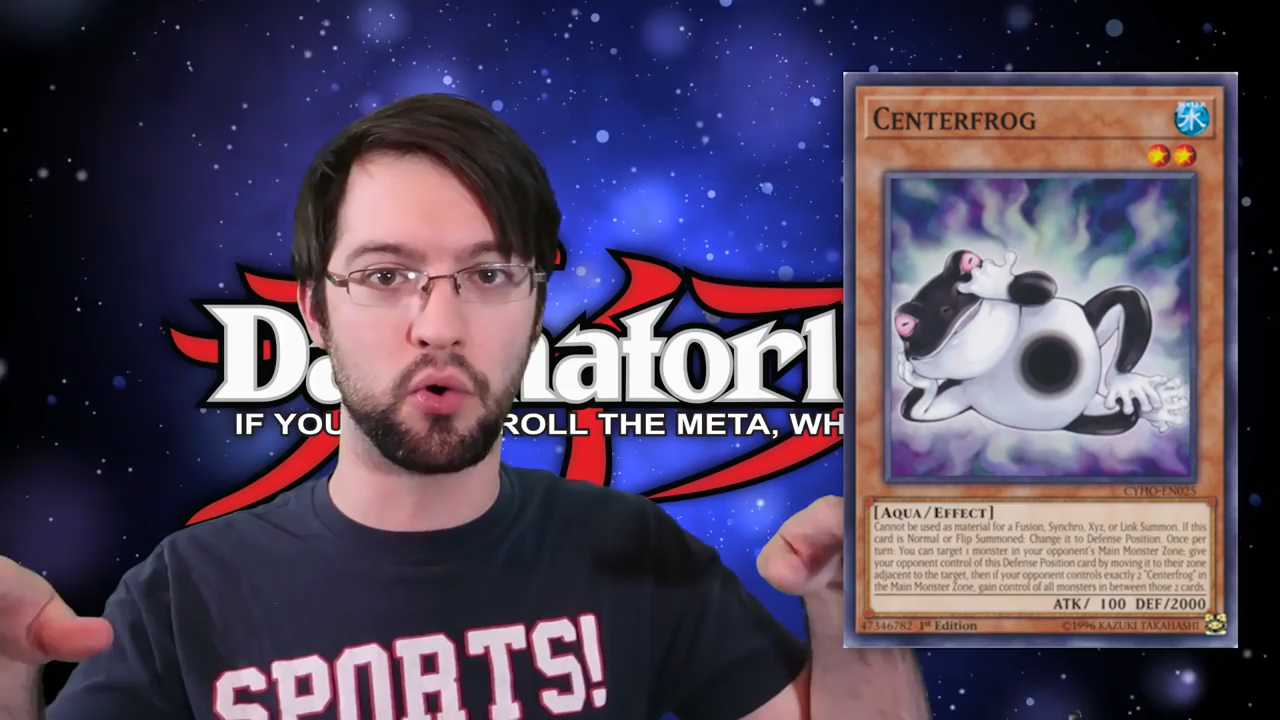 Da
nator1
IF YOU
ROLL THE META, WH
SPORTS!
CENTERFROG
WATER
水
CYHO-EN025
[AQUA/EFFECT]
Cannot be used as material for a Fusion, Synchro, Xyz, or Link Summon. If this
card is Normal or Flip Summoned: Change it to Defense Position. Once per
turn: You can target 1 monster in your opponent's Main Monster Zone; give
your opponent control of this Defense Position card by moving it to their zone
adjacent to the target, then if your opponent controls exactly 2 "Centerfrog" in
the Main Monster Zone, gain control of all monsters in between those 2 cards.
ATK/ 100 DEF/2000
47346782 1st Edition ©1996 KAZUKI TAKAHASHI